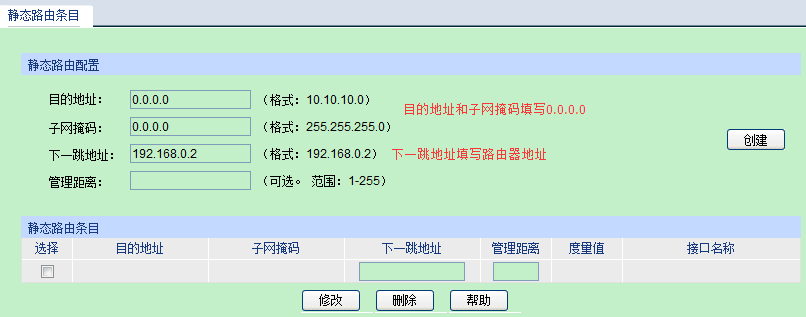 静态路由条目
静态路由配置
目的地址： 0.0.0.0 （格式：10.10.10.0）
目的地址和子网掩码填写0.0.0.0
子网掩码： 0.0.0.0 （格式：255.255.255.0）
创建
下一跳地址： 192.168.0.2 （格式：192.168.0.2） 下一跳地址填写路由器地址
管理距离： （可选。 范围：1-255）
静态路由条目
选择 目的地址 子网掩码 下一跳地址 管理距离 度量值 接口名称
修改 删除 帮助